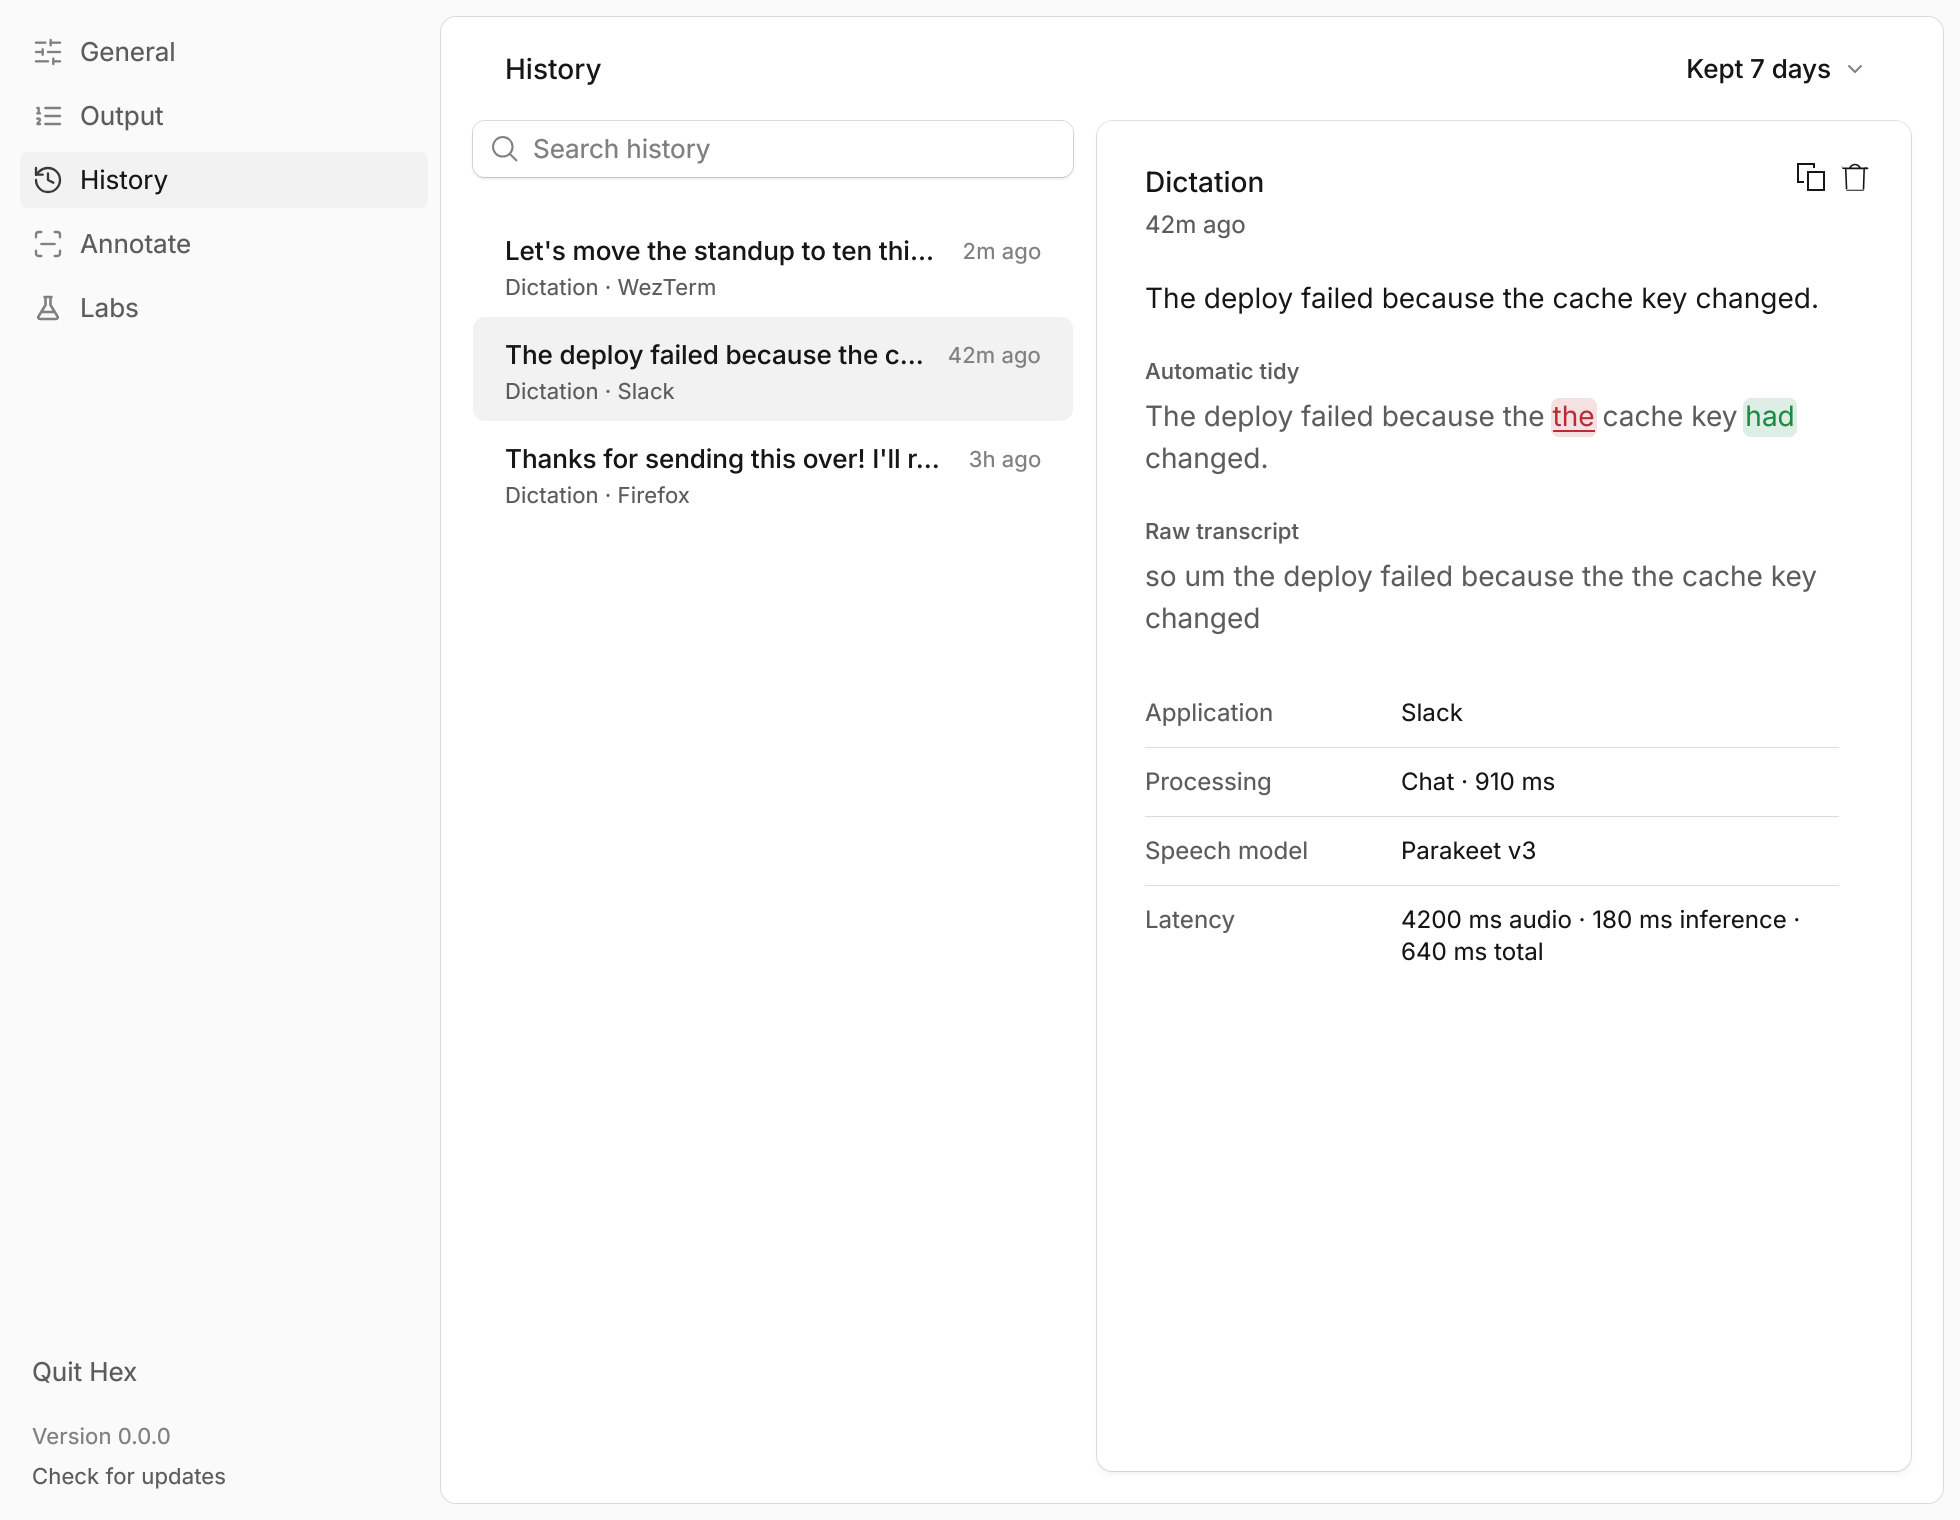 General
Output
History
Annotate
Labs
Quit Hex
Version 0.0.0
Check for updates
History
Kept 7 days
Search history
Let's move the standup to ten thi... 2m ago
Dictation · WezTerm
The deploy failed because the c... 42m ago
Dictation · Slack
Thanks for sending this over! I'll r... 3h ago
Dictation · Firefox
Dictation
42m ago
The deploy failed because the cache key changed.
Automatic tidy
The deploy failed because the the cache key had
changed.
Raw transcript
so um the deploy failed because the the cache key
changed
Application Slack
Processing Chat · 910 ms
Speech model Parakeet v3
Latency 4200 ms audio · 180 ms inference ·
640 ms total